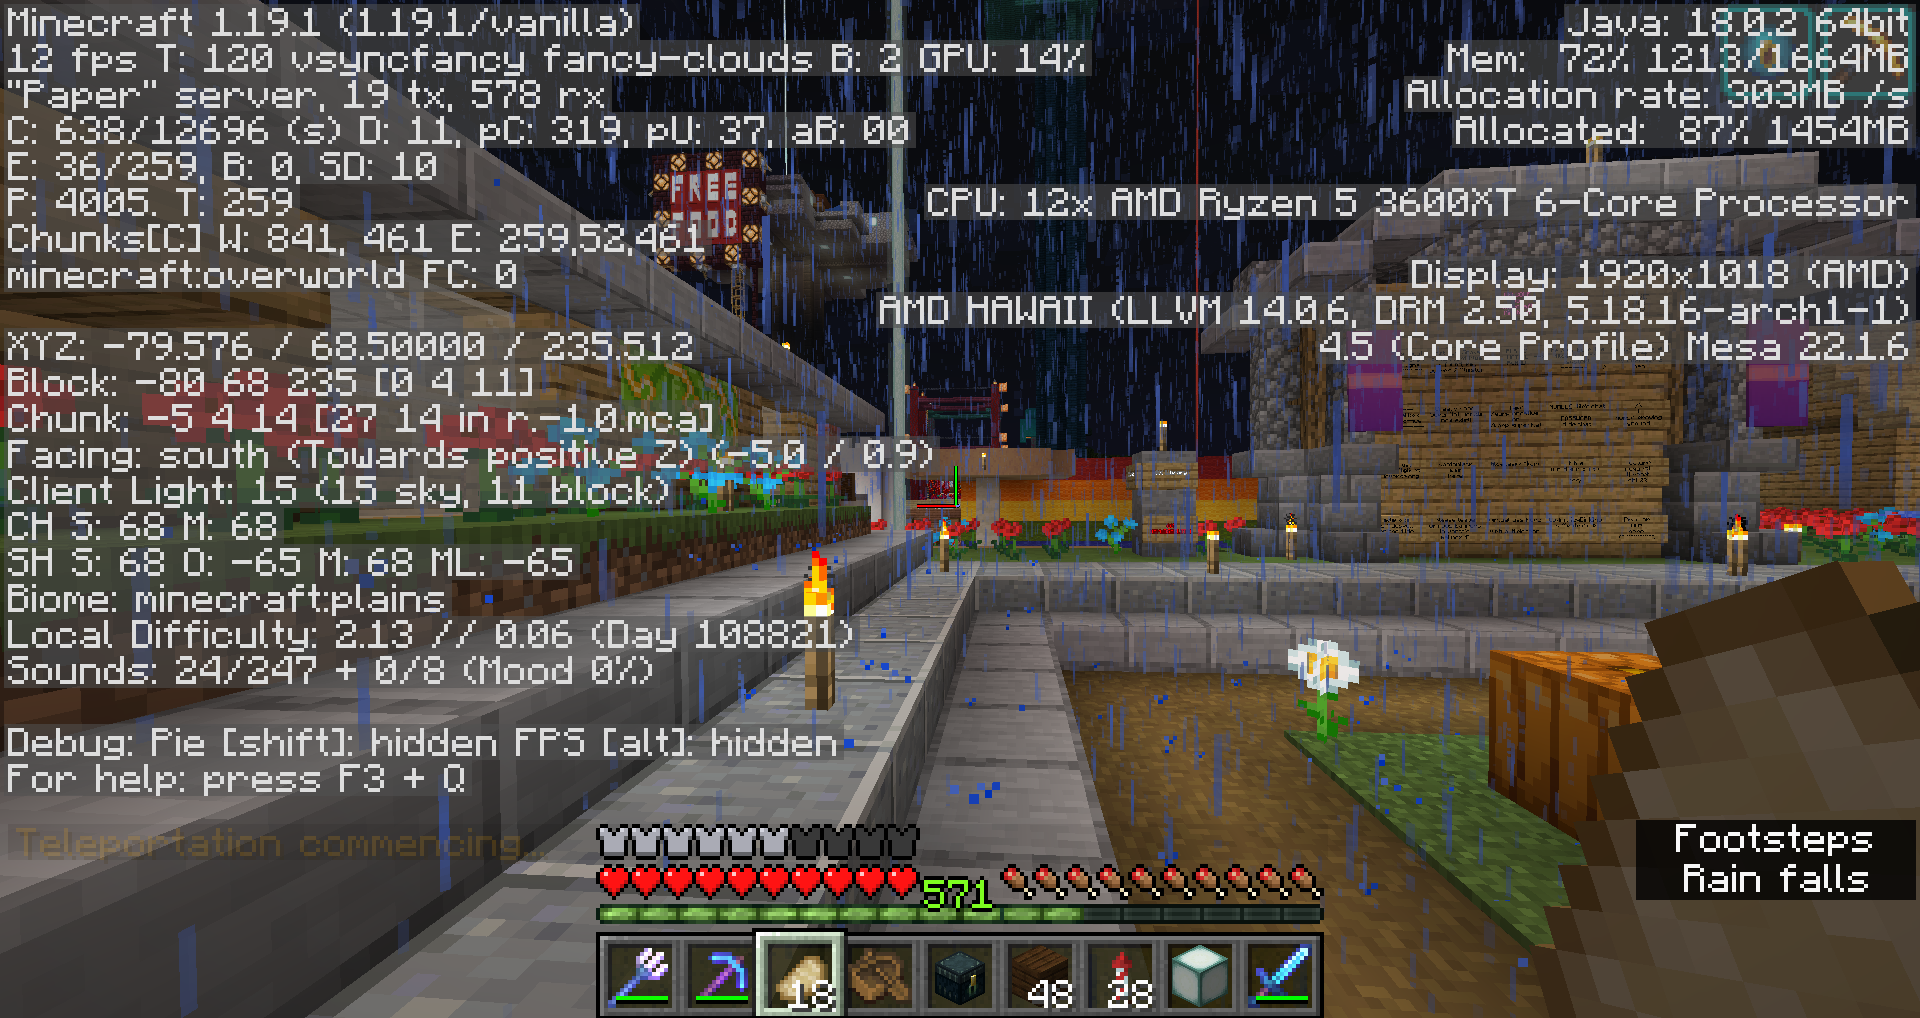 Minecraft 1.19.1 (1.19.1/vanilla)
12 fps T: 120 vsyncfancy fancy-clouds B: 2 GPU: 14%
"Paper" server, 19 tx, 578 rx
C: 638/12696 (s) D: 11, pC: 319, pU: 37, aB: 00
E: 36/259, B: 0, SD: 10
P: 4005. T: 259
Chunks[C] W: 841, 461 E: 259,52,461
minecraft:overworld FC: 0
XYZ: -79.576 / 68.50000 / 235.512
Block: -80 68 235 [0 4 11]
Chunk: -5 4 14 [27 14 in r.-1.0.mca]
Facing: south (Towards positive Z) (-5.0 / 0.9)
Client Light: 15 (15 sky, 11 block)
CH S: 68 M: 68
SH S: 68 O: -65 M: 68 ML: -65
Biome: minecraft:plains
Local Difficulty: 2.13 // 0.06 (Day 108821)
Sounds: 24/247 + 0/8 (Mood 0%)
Debug: Pie [shift]: hidden FPS [alt]: hidden
For help: press F3 + Q
Teleportation commencing...
Java: 18.0.2 64bit
Mem: 72% 1213/1664MB
Allocation rate: 503MB /s
Allocated: 87% 1454MB
CPU: 12x AMD Ryzen 5 3600XT 6-Core Processor
Display: 1920x1018 (AMD)
AMD HAWAII (LLVM 14.0.6, DRM 2.50, 5.18.16-arch1-1)
4.5 (Core Profile) Mesa 22.1.6
FREE
FOOD
Footsteps
Rain falls
571
18
48
28